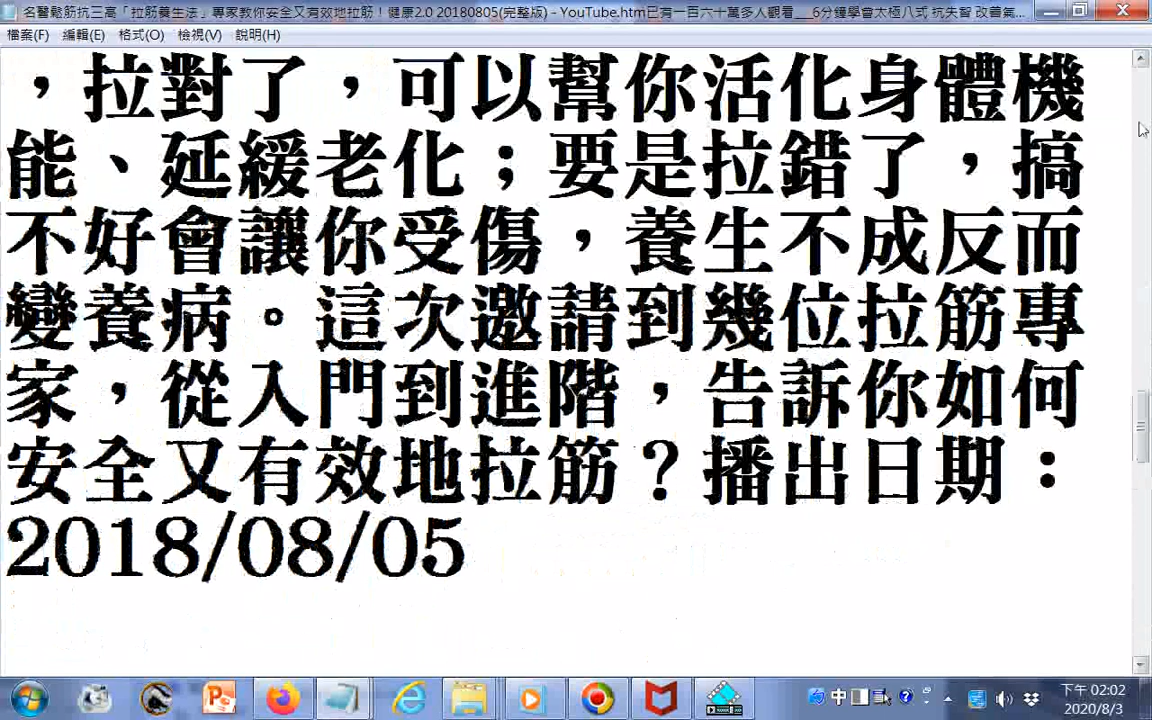 名醫鬆筋抗三高「拉筋養生法」專家教你安全又有效地拉筋！健康2.0 20180805(完整版) - YouTube.htm已有一百六十萬多人觀看___6分鐘學會太極八式 抗失智 改善氣...
檔案(F) 編輯(E) 格式(O) 檢視(V) 說明(H)
，拉對了，可以幫你活化身體機
能、延緩老化；要是拉錯了，搞
不好會讓你受傷，養生不成反而
變養病。這次邀請到幾位拉筋專
家，從入門到進階，告訴你如何
安全又有效地拉筋？播出日期：
2018/08/05
中
下午 02:02
2020/8/3